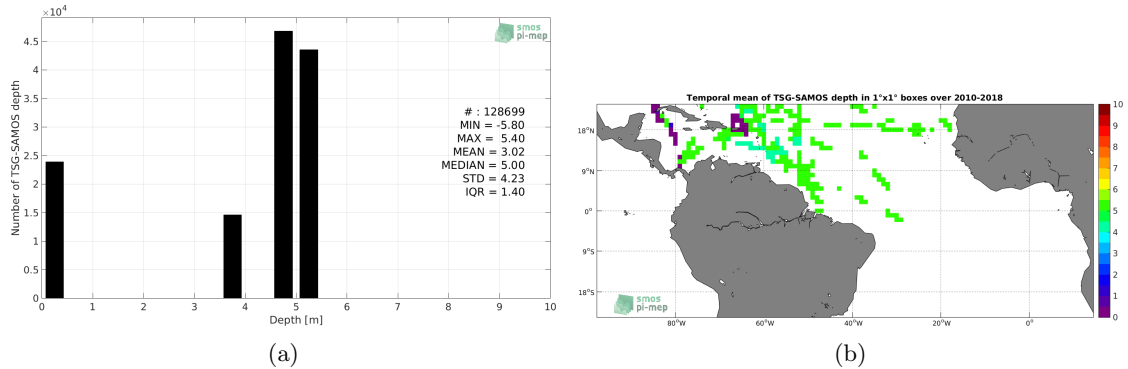 ×10⁴
smos
pi-mep
4.5
4
3.5
3
2.5
2
1.5
1
0.5
0
Number of TSG-SAMOS depth
# : 128699
MIN = -5.80
MAX = 5.40
MEAN = 3.02
MEDIAN = 5.00
STD = 4.23
IQR = 1.40
0 1 2 3 4 5 6 7 8 9 10
Depth [m]
(a)
Temporal mean of TSG-SAMOS depth in 1°x1° boxes over 2010-2018
18°N
9°N
0°
9°S
18°S
80°W 60°W 40°W 20°W 0°
smos
pi-mep
10
9
8
7
6
5
4
3
2
1
0
(b)